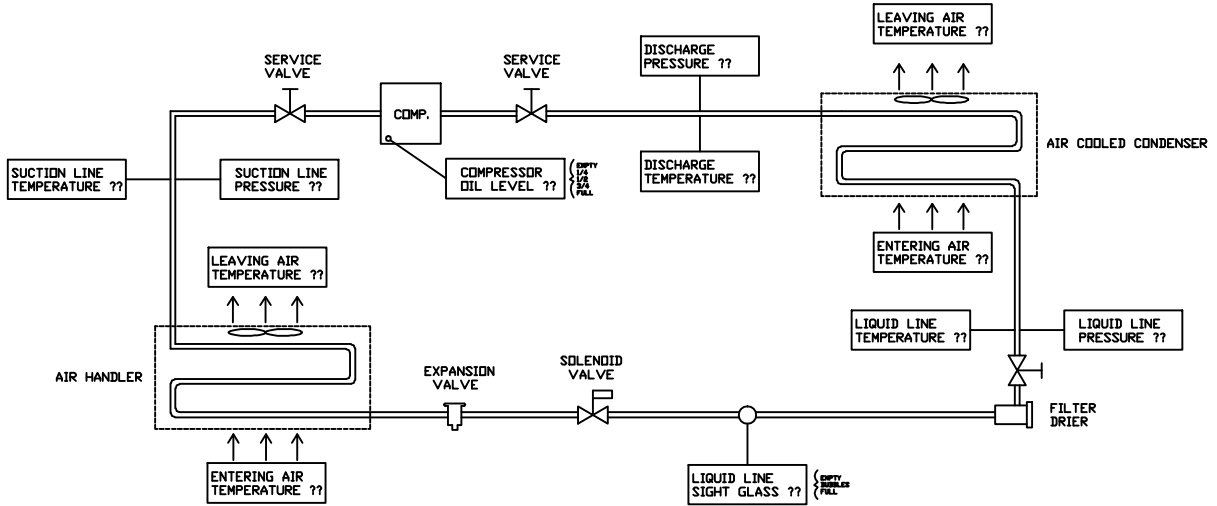 LEAVING AIR
TEMPERATURE ??
DISCHARGE
PRESSURE ??
SERVICE
VALVE
SERVICE
VALVE
COMP.
AIR COOLED CONDENSER
SUCTION LINE
TEMPERATURE ??
SUCTION LINE
PRESSURE ??
COMPRESSOR
OIL LEVEL ??
EMPTY
1/4
1/2
3/4
FULL
DISCHARGE
TEMPERATURE ??
ENTERING AIR
TEMPERATURE ??
LEAVING AIR
TEMPERATURE ??
LIQUID LINE
TEMPERATURE ??
LIQUID LINE
PRESSURE ??
AIR HANDLER
EXPANSION
VALVE
SOLENOID
VALVE
FILTER
DRIER
ENTERING AIR
TEMPERATURE ??
LIQUID LINE
SIGHT GLASS ??
EMPTY
BUBBLES
FULL